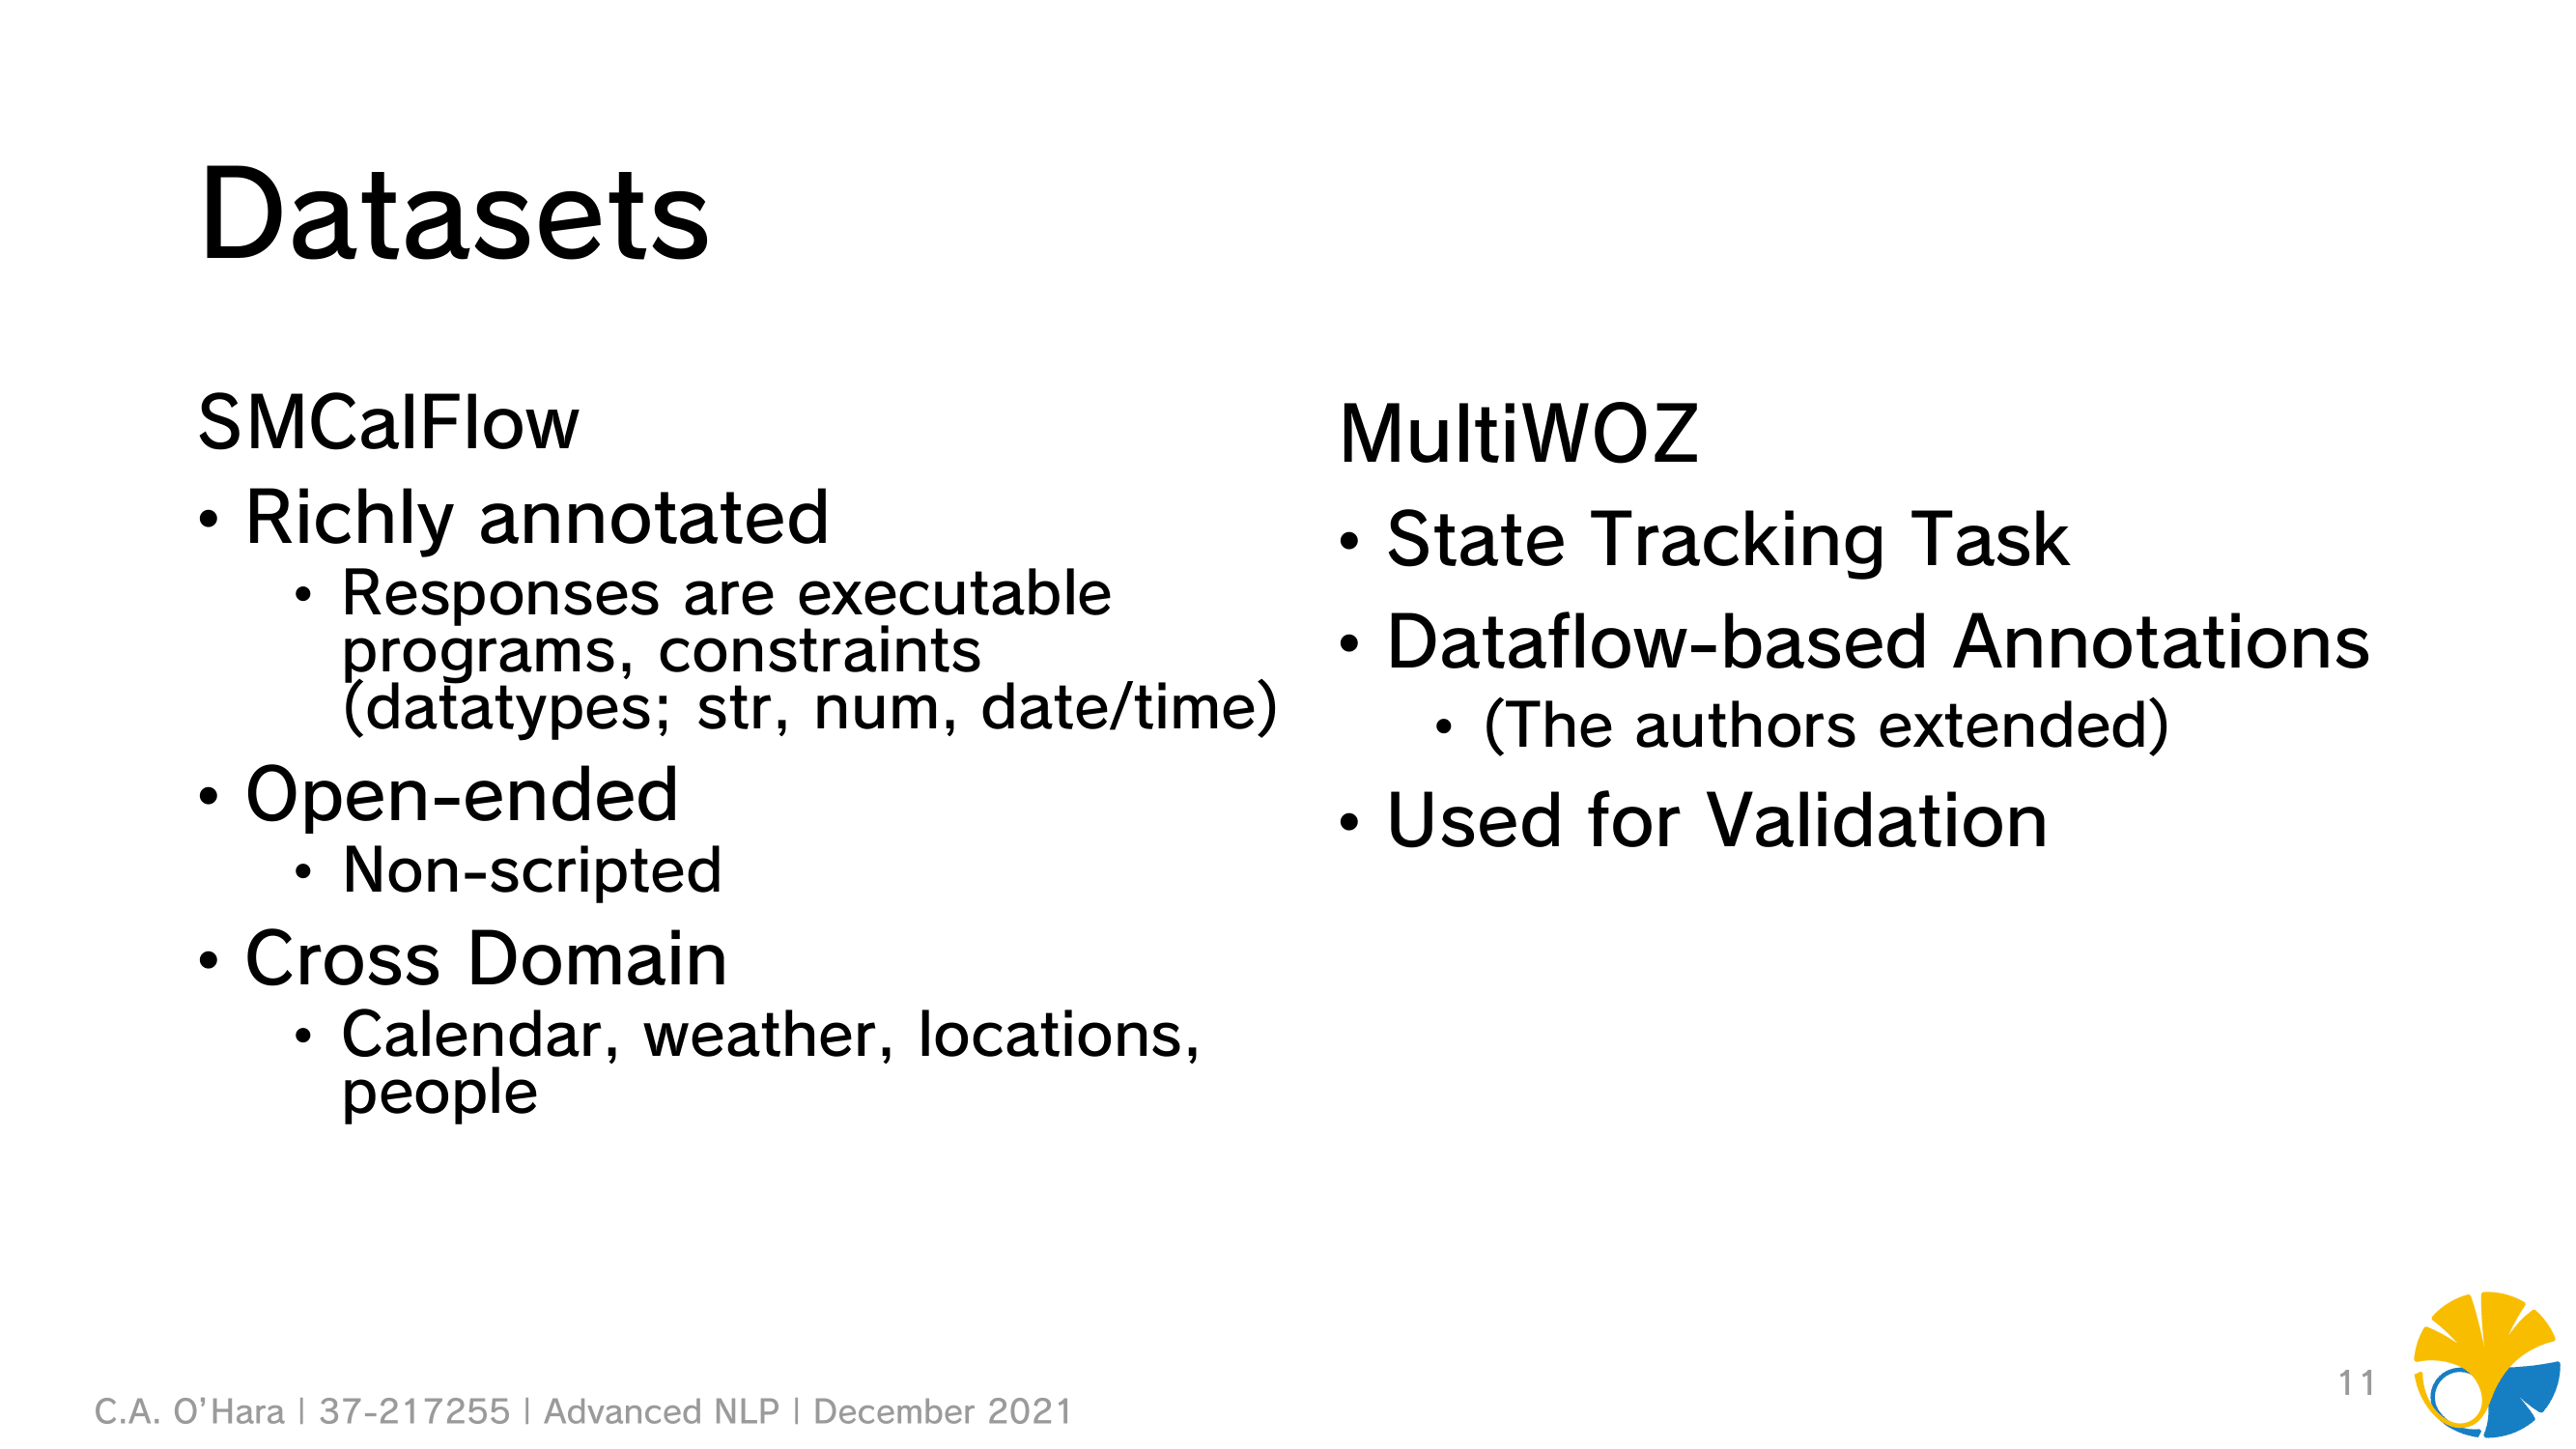 Datasets
SMCalFlow
• Richly annotated
• Responses are executable
programs, constraints
(datatypes; str, num, date/time)
• Open-ended
• Non-scripted
• Cross Domain
• Calendar, weather, locations,
people
MultiWOZ
• State Tracking Task
• Dataflow-based Annotations
• (The authors extended)
• Used for Validation
C.A. O’Hara | 37-217255 | Advanced NLP | December 2021
11